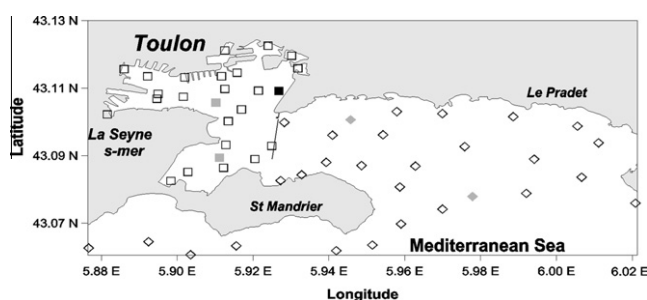 43.13 N
Toulon
43.11 N
Le Pradet
Latitude
La Seyne
s-mer
43.09 N
St Mandrier
43.07 N
Mediterranean Sea
5.88 E
5.90 E
5.92 E
5.94 E
5.96 E
5.98 E
6.00 E
6.02 E
Longitude